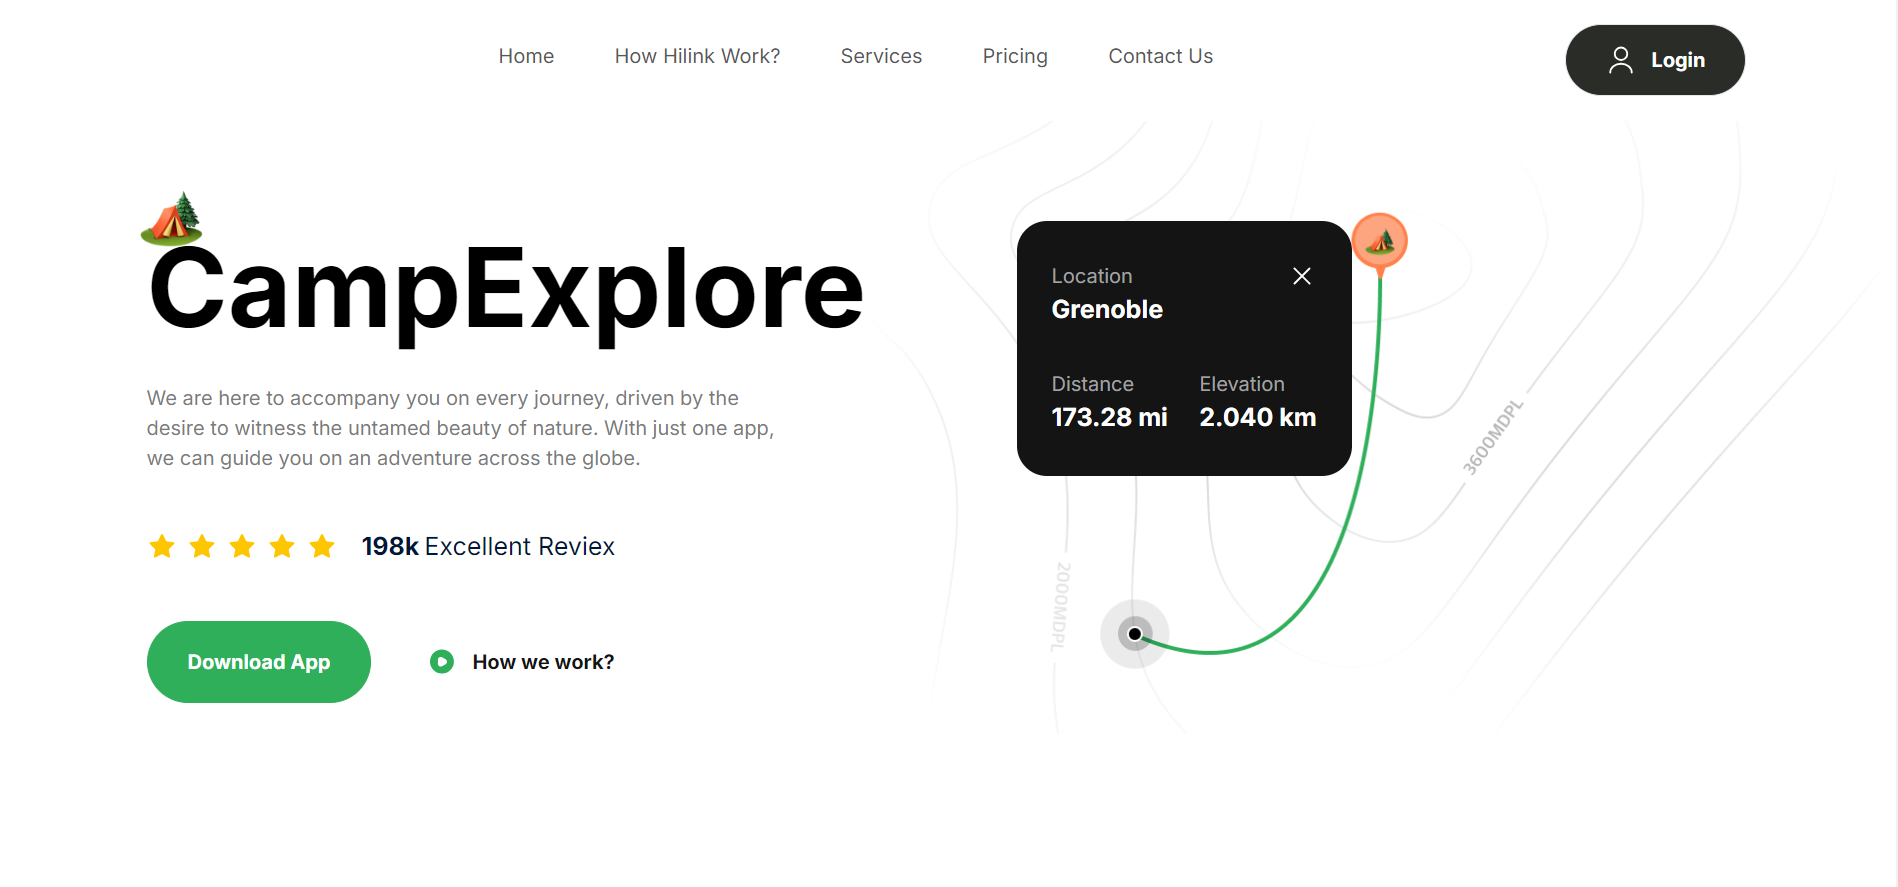 Home
How Hilink Work?
Services
Pricing
Contact Us
Login
CampExplore
We are here to accompany you on every journey, driven by the
desire to witness the untamed beauty of nature. With just one app,
we can guide you on an adventure across the globe.
198k Excellent Reviex
Download App
How we work?
Location
Grenoble
Distance
173.28 mi
Elevation
2.040 km
3600MDPL
2000MDPL